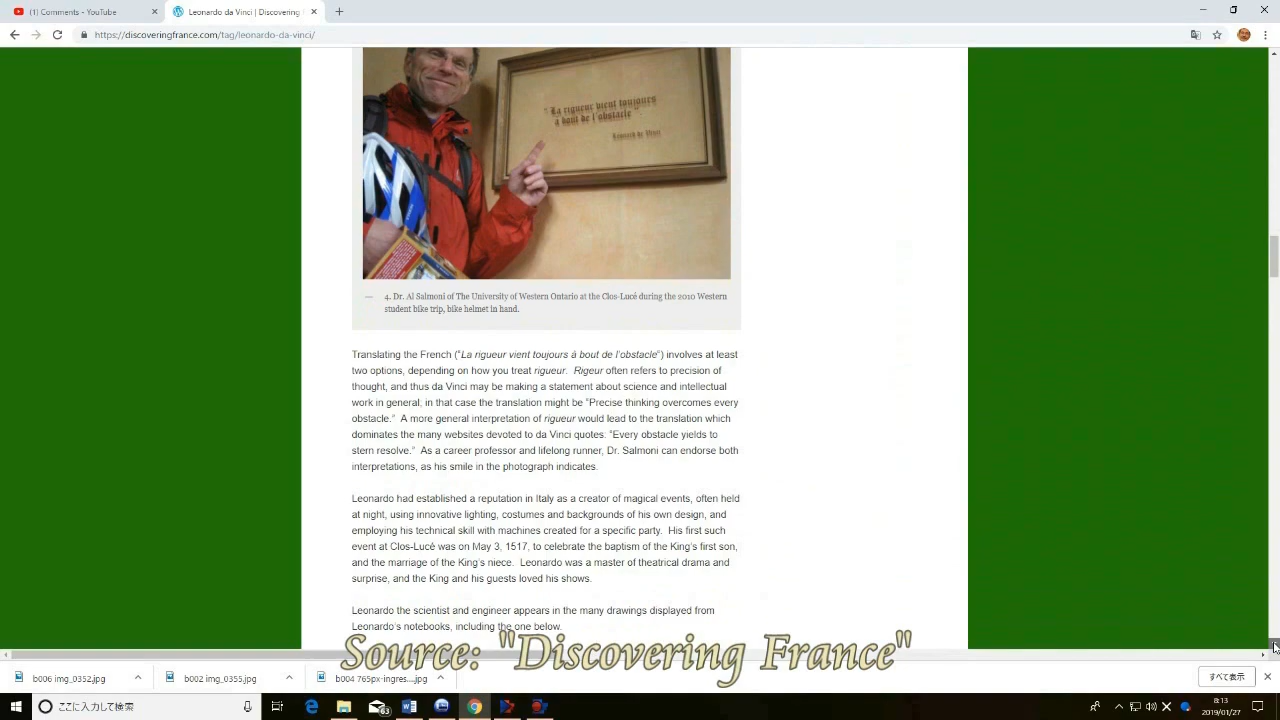 (1) Comments - YouTube
Leonardo da Vinci | Discovering F
https://discoveringfrance.com/tag/leonardo-da-vinci/
"La rigueur vient toujours
à bout de l'obstacle"
Léonard de Vinci
— 4. Dr. Al Salmoni of The University of Western Ontario at the Clos-Lucé during the 2010 Western
student bike trip, bike helmet in hand.
Translating the French ("La rigueur vient toujours à bout de l'obstacle") involves at least
two options, depending on how you treat rigueur. Rigeur often refers to precision of
thought, and thus da Vinci may be making a statement about science and intellectual
work in general; in that case the translation might be "Precise thinking overcomes every
obstacle." A more general interpretation of rigueur would lead to the translation which
dominates the many websites devoted to da Vinci quotes: "Every obstacle yields to
stern resolve." As a career professor and lifelong runner, Dr. Salmoni can endorse both
interpretations, as his smile in the photograph indicates.
Leonardo had established a reputation in Italy as a creator of magical events, often held
at night, using innovative lighting, costumes and backgrounds of his own design, and
employing his technical skill with machines created for a specific party. His first such
event at Clos-Lucé was on May 3, 1517, to celebrate the baptism of the King's first son,
and the marriage of the King's niece. Leonardo was a master of theatrical drama and
surprise, and the King and his guests loved his shows.
Leonardo the scientist and engineer appears in the many drawings displayed from
Leonardo's notebooks, including the one below.
Source: "Discovering France"
b006 img_0352.jpg
b002 img_0355.jpg
b004 765px-ingres....jpg
すべて表示
ここに入力して検索
63
8:13
2019/01/27